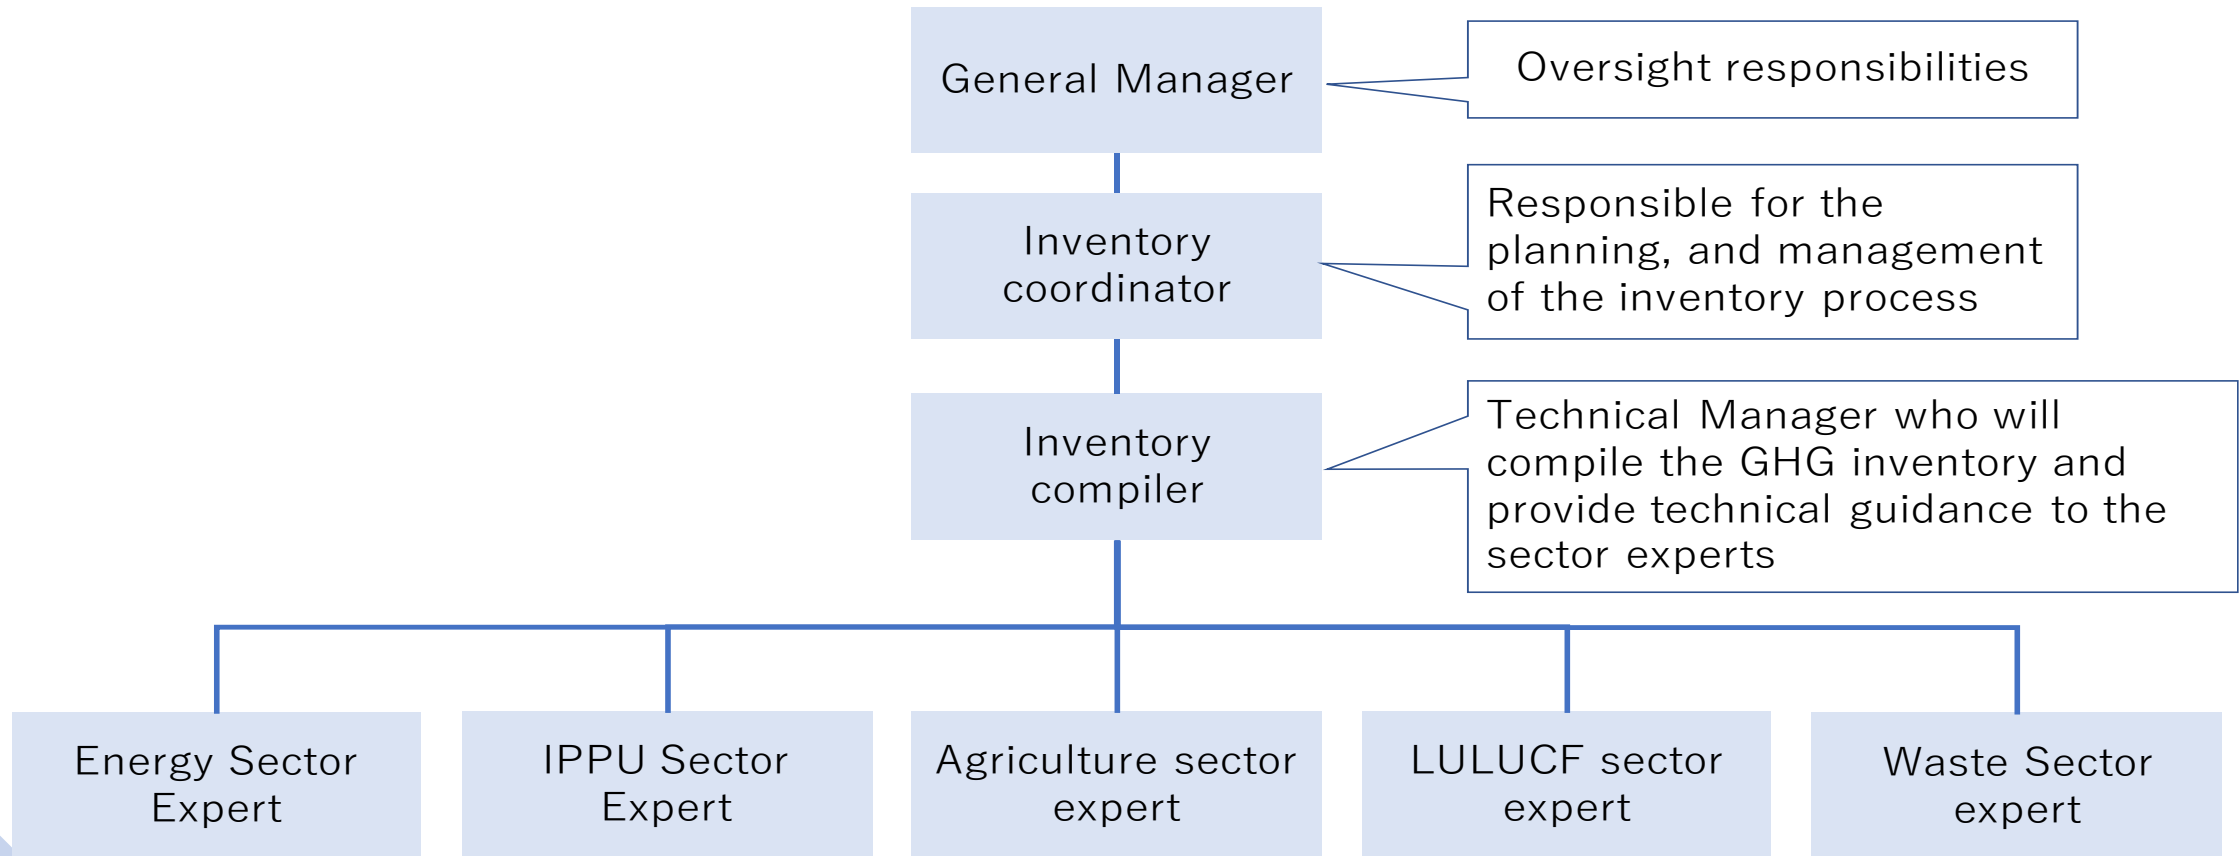 General Manager
Oversight responsibilities
Inventory
coordinator
Responsible for the
planning, and management
of the inventory process
Inventory
compiler
Technical Manager who will
compile the GHG inventory and
provide technical guidance to the
sector experts
Energy Sector
Expert
IPPU Sector
Expert
Agriculture sector
expert
LULUCF sector
expert
Waste Sector
expert